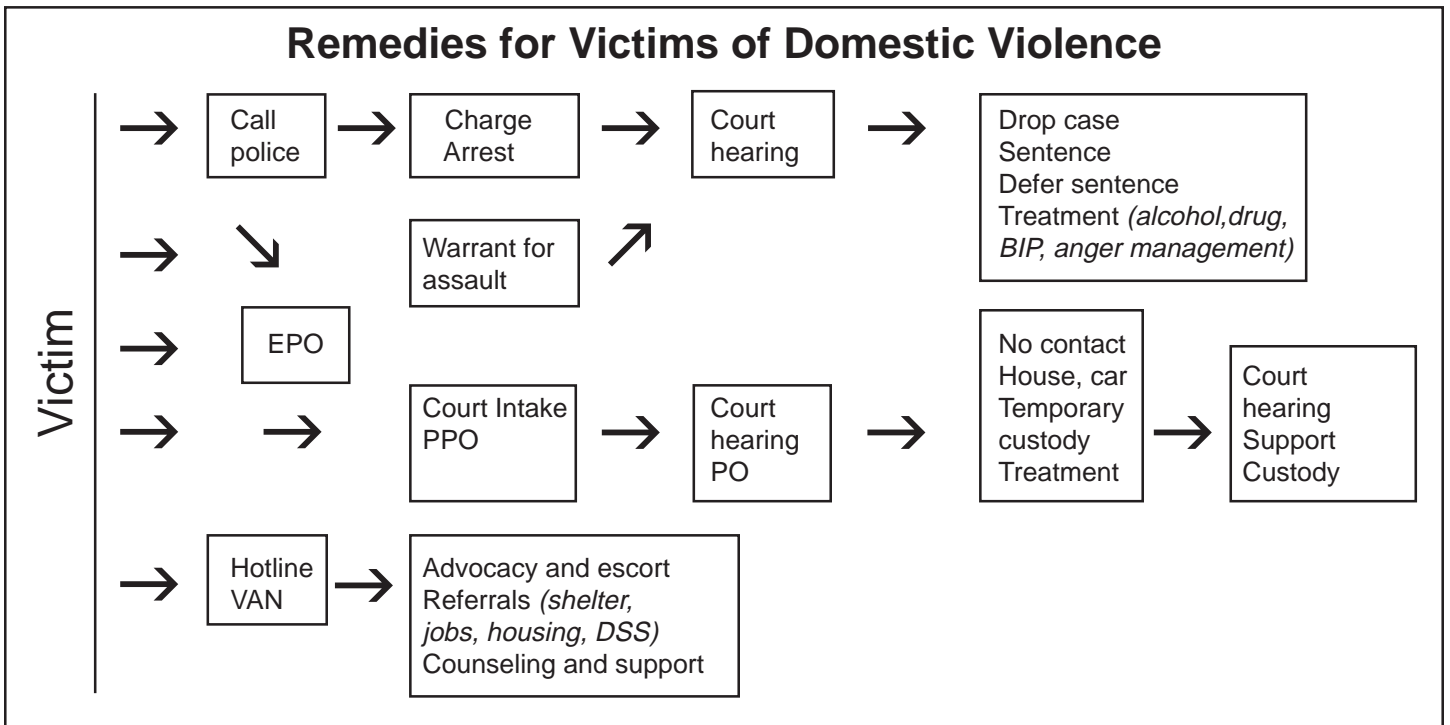 Remedies for Victims of Domestic Violence
Victim
Call
police
Charge
Arrest
Court
hearing
Drop case
Sentence
Defer sentence
Treatment (alcohol,drug,
BIP, anger management)
Warrant for
assault
EPO
Court Intake
PPO
Court
hearing
PO
No contact
House, car
Temporary
custody
Treatment
Court
hearing
Support
Custody
Hotline
VAN
Advocacy and escort
Referrals (shelter,
jobs, housing, DSS)
Counseling and support